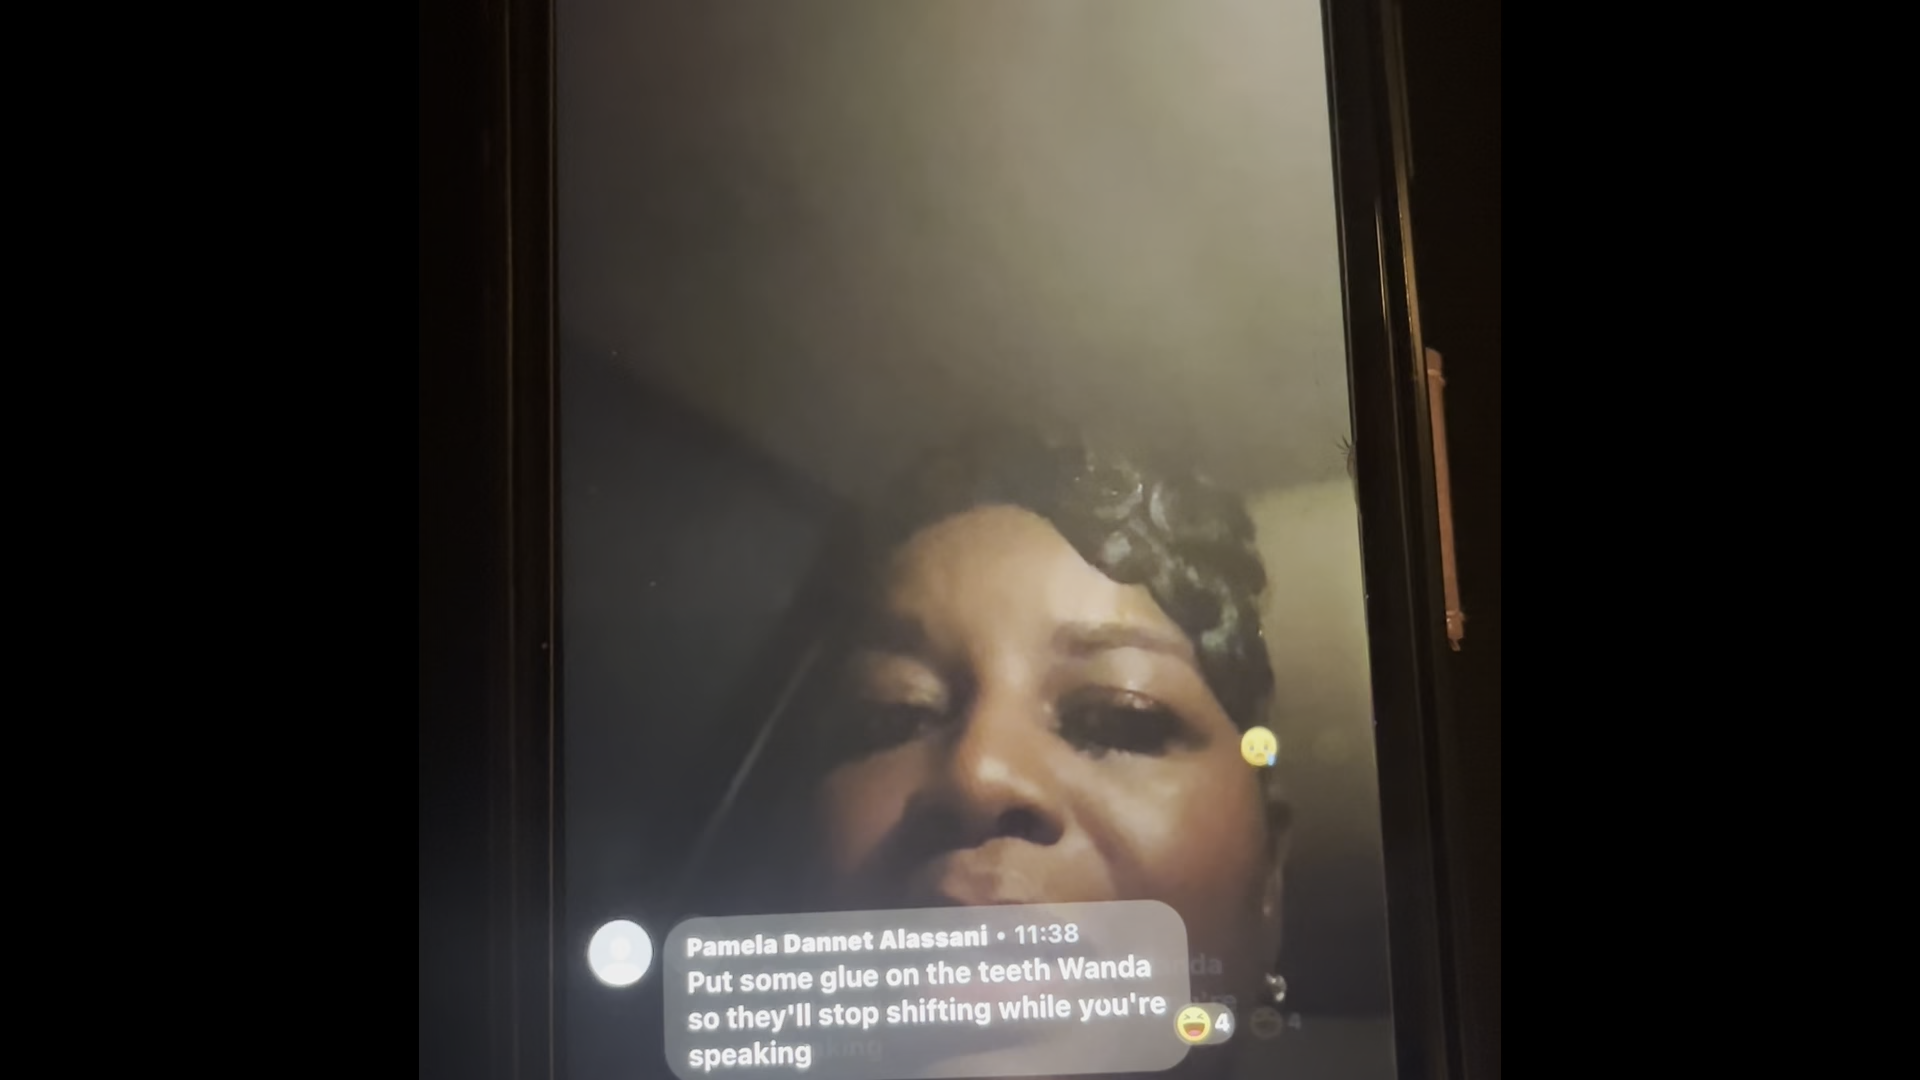 Pamela Dannet Alassani • 11:38
Put some glue on the teeth Wanda
so they'll stop shifting while you're
speaking
4